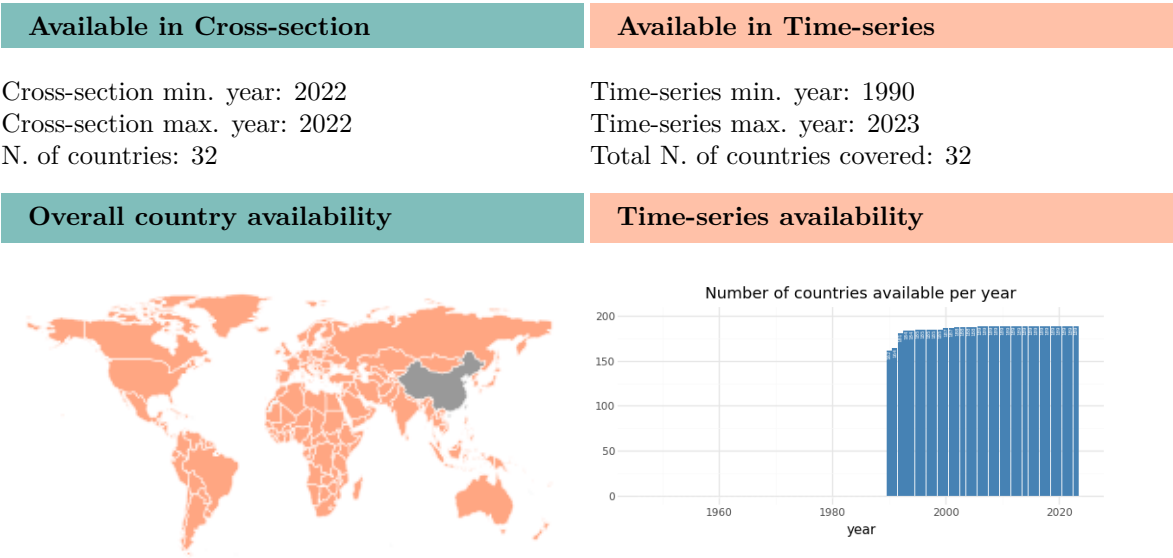 Available in Cross-section
Available in Time-series
Cross-section min. year: 2022
Cross-section max. year: 2022
N. of countries: 32
Time-series min. year: 1990
Time-series max. year: 2023
Total N. of countries covered: 32
Overall country availability
Time-series availability
Number of countries available per year
200
150
100
50
0
1960
1980
2000
2020
year